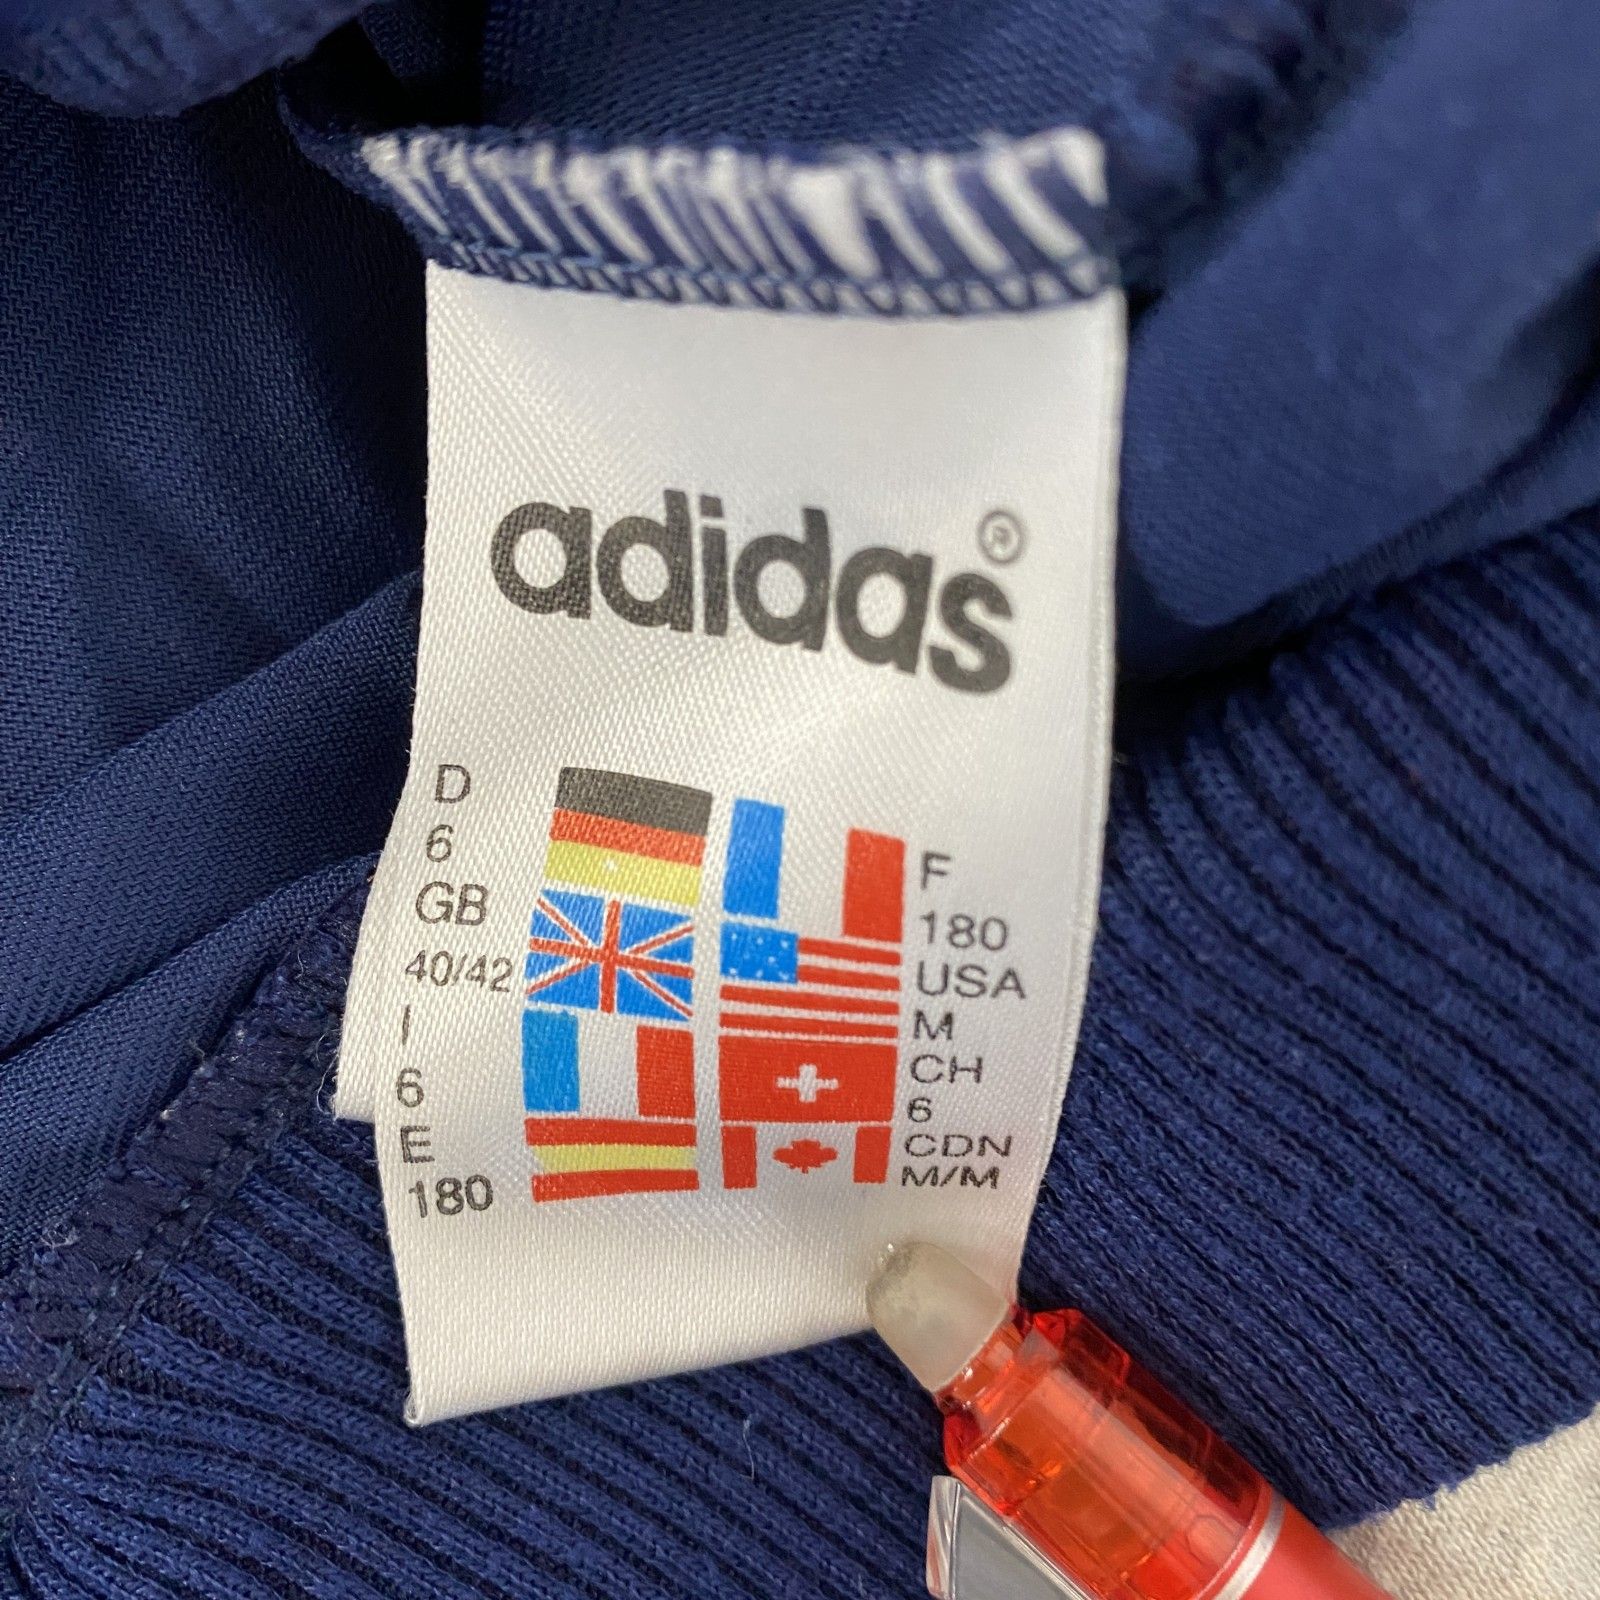 adidas®
D
6
GB
40/42
I
6
E
180
F
180
USA
M
CH
6
CDN
M/M